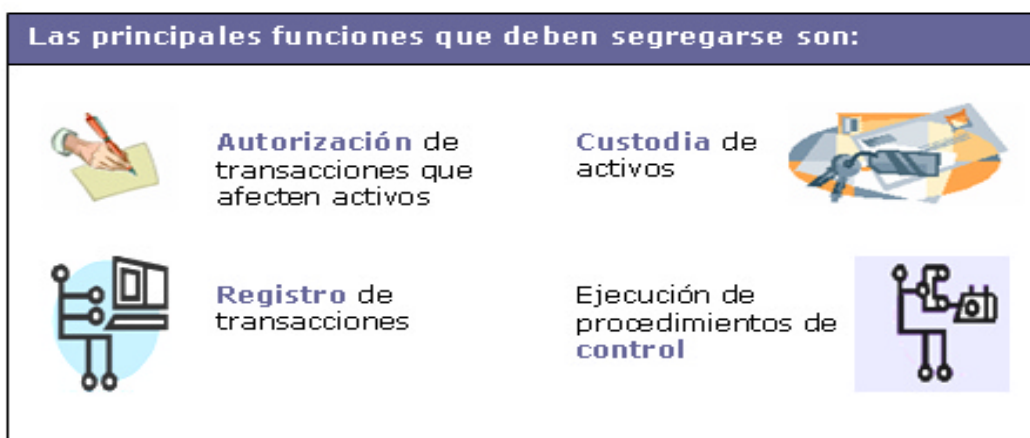 Las principales funciones que deben segregarse son:
Autorización de
transacciones que
afecten activos
Custodia de
activos
Registro de
transacciones
Ejecución de
procedimientos de
control